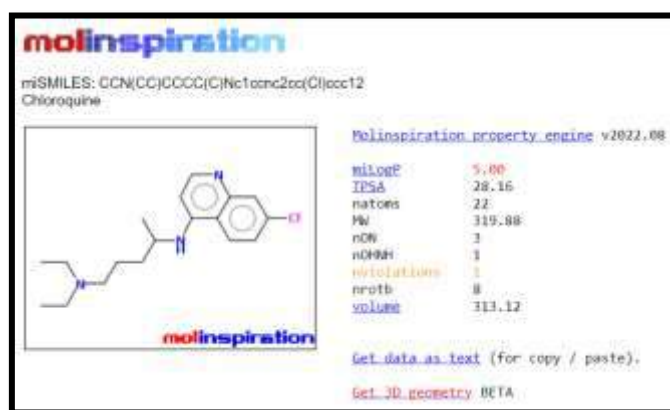 molinspiration
miSMILES: CCN(CC)CCCC(C)Nc1ccnc2cc(Cl)ccc12
Chloroquine
N
Cl
NH
N
molinspiration
Molinspiration property engine v2022.08
miLogP 5.00
TPSA 28.16
natoms 22
MW 319.88
nON 3
nOHNH 1
nviolations 1
nrotb 8
volume 313.12
Get data as text (for copy / paste).
Get 3D geometry BETA